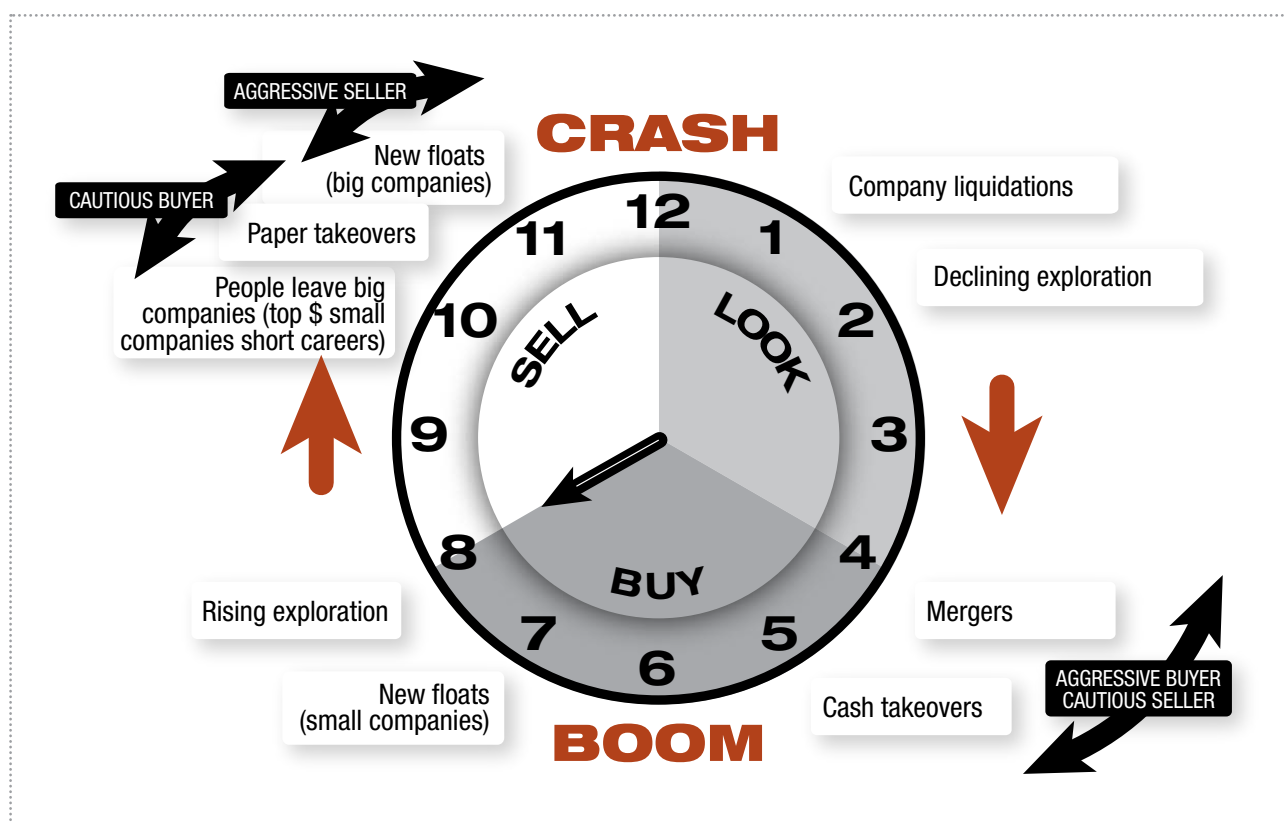 AGGRESSIVE SELLER
CRASH
New floats
(big companies)
CAUTIOUS BUYER
Paper takeovers
People leave big
companies (top $ small
companies short careers)
Company liquidations
Declining exploration
12
1
2
3
4
5
6
7
8
9
10
11
SELL
LOOK
BUY
Rising exploration
New floats
(small companies)
BOOM
Mergers
Cash takeovers
AGGRESSIVE BUYER
CAUTIOUS SELLER